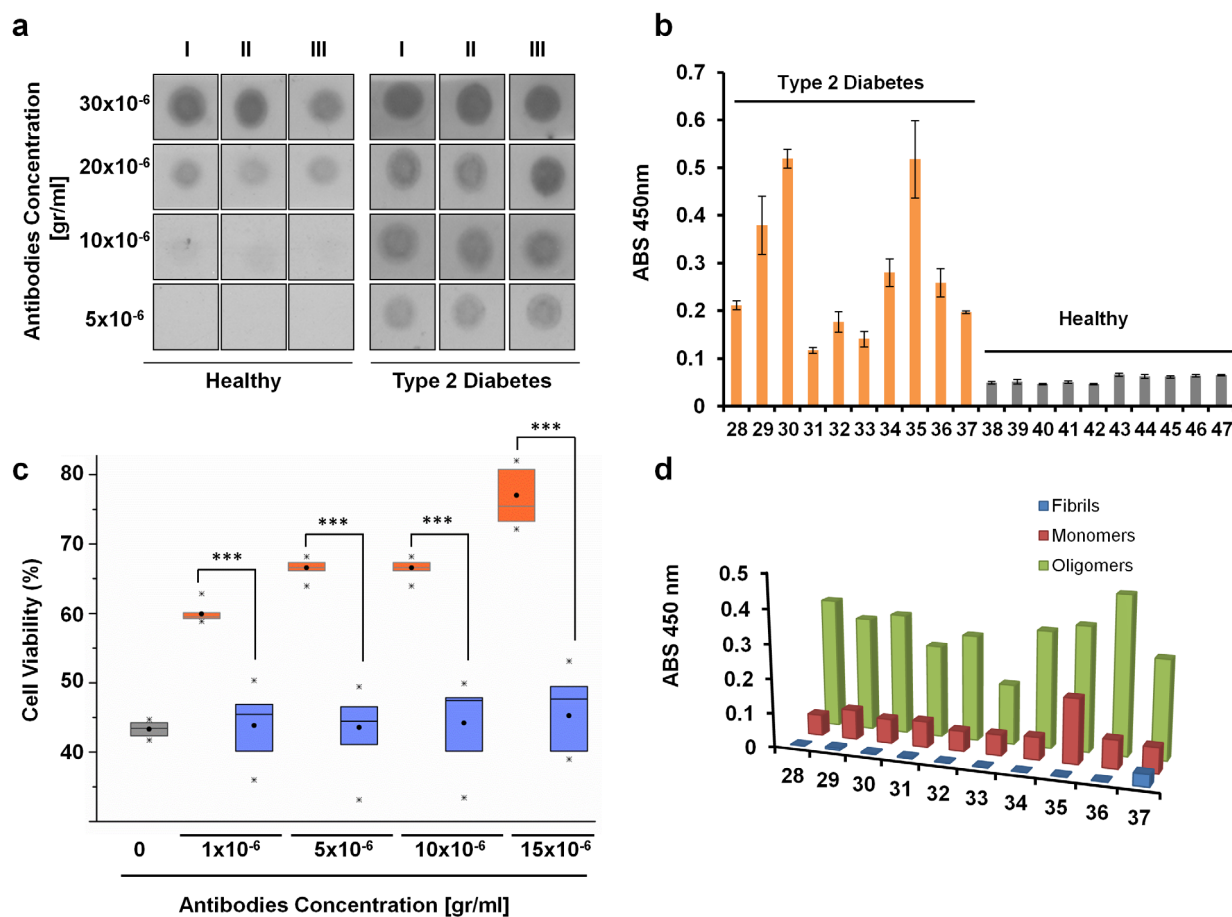 a
I II III I II III
Antibodies Concentration
[gr/ml]
30x10-6
20x10-6
10x10-6
5x10-6
Healthy Type 2 Diabetes
b
ABS 450nm
0.7
0.6
0.5
0.4
0.3
0.2
0.1
0
Type 2 Diabetes
Healthy
28 29 30 31 32 33 34 35 36 37 38 39 40 41 42 43 44 45 46 47
c
Cell Viability (%)
80
70
60
50
40
***
***
***
***
0 1x10-6 5x10-6 10x10-6 15x10-6
Antibodies Concentration [gr/ml]
d
Fibrils
Monomers
Oligomers
ABS 450 nm
0.5
0.4
0.3
0.2
0.1
0
28 29 30 31 32 33 34 35 36 37